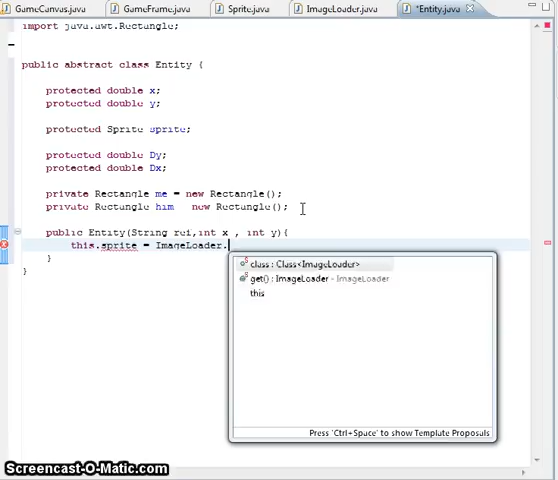 GameCanvas.java GameFrame.java Sprite.java ImageLoader.java *Entity.java
import java.awt.Rectangle;
public abstract class Entity {
protected double x;
protected double y;
protected Sprite sprite;
protected double Dy;
protected double Dx;
private Rectangle me = new Rectangle();
private Rectangle him = new Rectangle();
public Entity(String rei,int x , int y){
this.sprite = ImageLoader.
}
}
class : Class<ImageLoader>
get() : ImageLoader - ImageLoader
this
Press 'Ctrl+Space' to show Template Proposals
Screencast-O-Matic.com